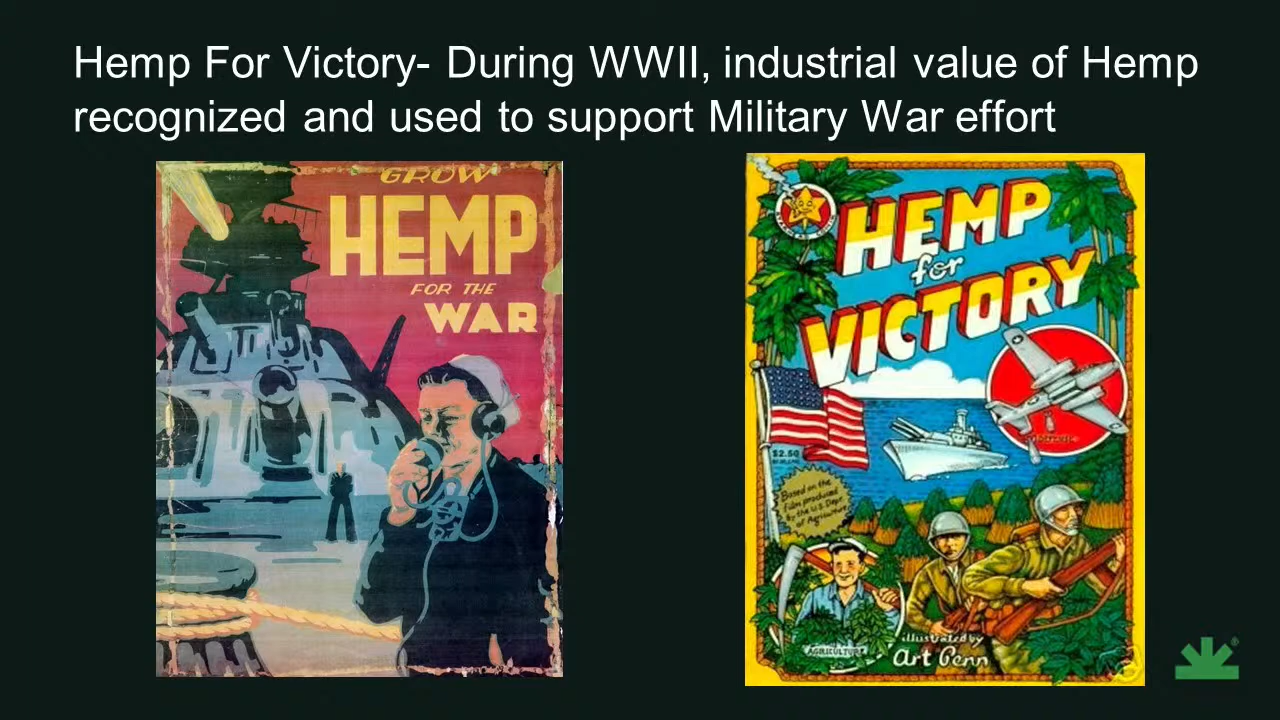 Hemp For Victory- During WWII, industrial value of Hemp
recognized and used to support Military War effort
GROW
HEMP
FOR THE
WAR
HEMP
for
VICTORY
$2.50
Based on the
film produced
by the U.S. Dept.
of Agriculture
AGRICULTURE
illustrated by
Art Penn
®